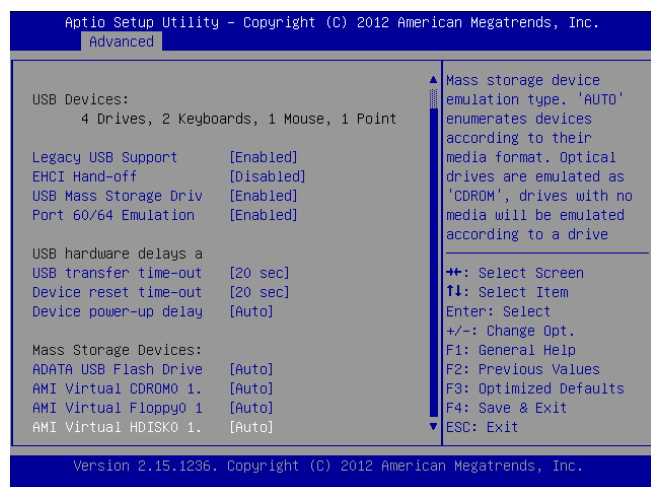 Aptio Setup Utility – Copyright (C) 2012 American Megatrends, Inc.
Advanced
USB Devices:
4 Drives, 2 Keyboards, 1 Mouse, 1 Point
Legacy USB Support [Enabled]
EHCI Hand-off [Disabled]
USB Mass Storage Driv [Enabled]
Port 60/64 Emulation [Enabled]
USB hardware delays a
USB transfer time-out [20 sec]
Device reset time-out [20 sec]
Device power-up delay [Auto]
Mass Storage Devices:
ADATA USB Flash Drive [Auto]
AMI Virtual CDROM0 1. [Auto]
AMI Virtual Floppy0 1 [Auto]
AMI Virtual HDISK0 1. [Auto]
Mass storage device
emulation type. 'AUTO'
enumerates devices
according to their
media format. Optical
drives are emulated as
'CDROM', drives with no
media will be emulated
according to a drive
→←: Select Screen
↑↓: Select Item
Enter: Select
+/-: Change Opt.
F1: General Help
F2: Previous Values
F3: Optimized Defaults
F4: Save & Exit
ESC: Exit
Version 2.15.1236. Copyright (C) 2012 American Megatrends, Inc.